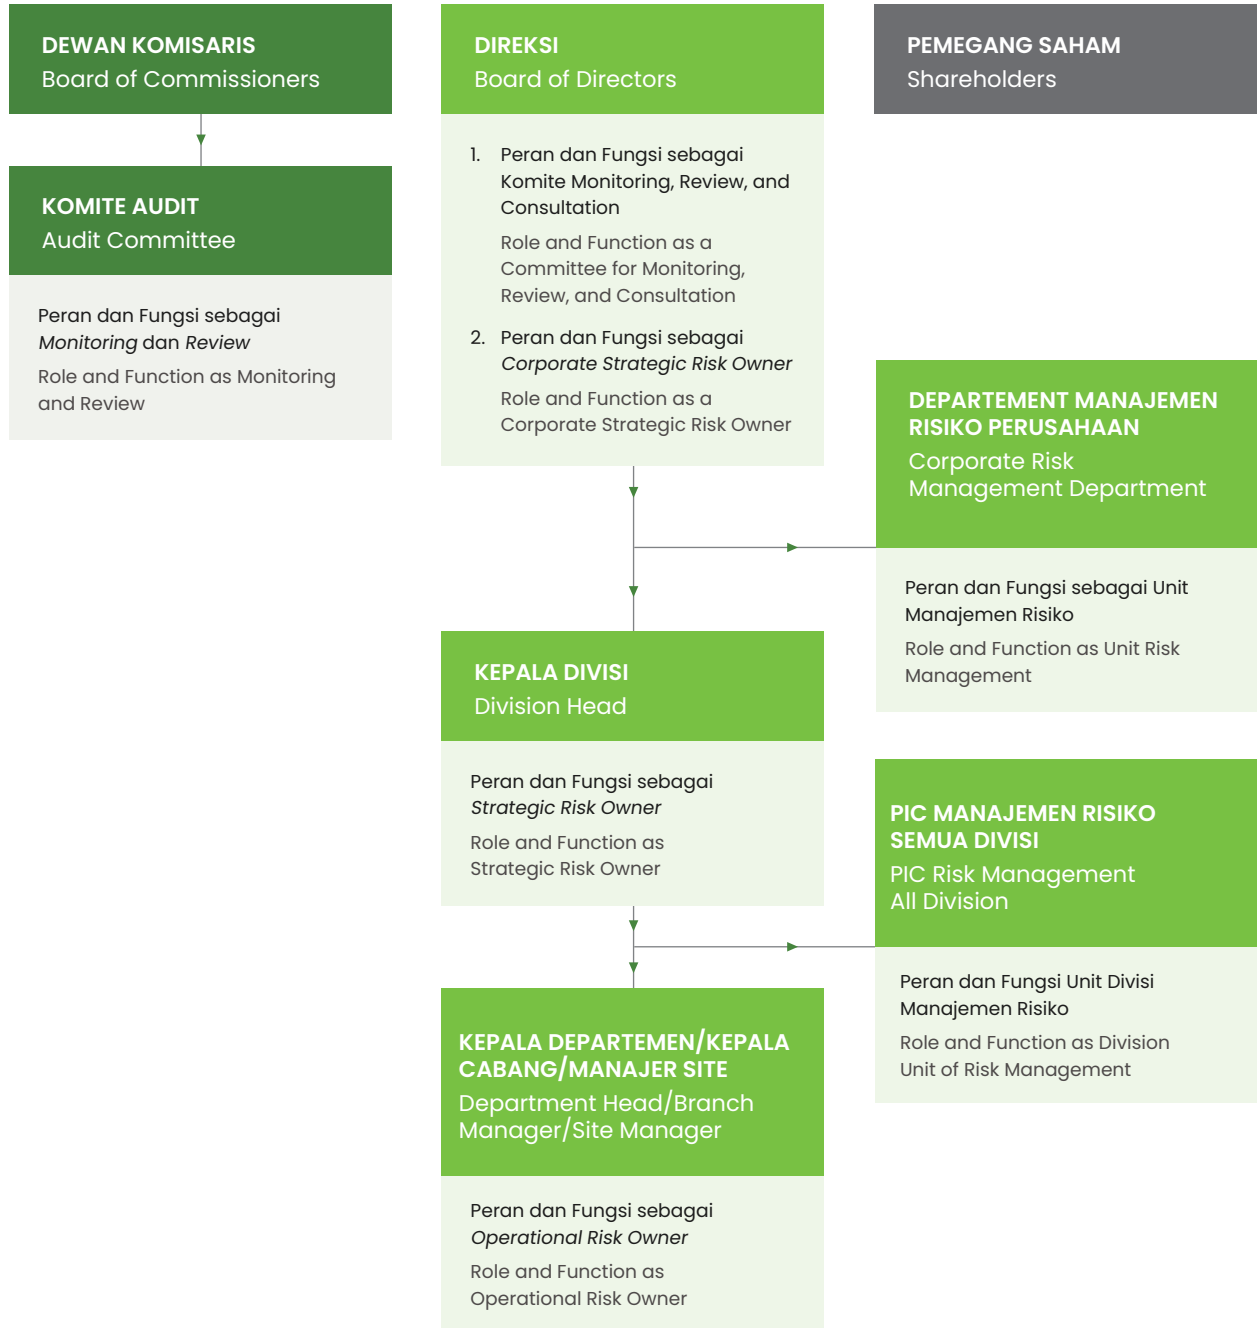 DEWAN KOMISARIS
Board of Commissioners
KOMITE AUDIT
Audit Committee
Peran dan Fungsi sebagai
Monitoring dan Review
Role and Function as Monitoring
and Review
DIREKSI
Board of Directors
1. Peran dan Fungsi sebagai
Komite Monitoring, Review, and
Consultation
Role and Function as a
Committee for Monitoring,
Review, and Consultation
2. Peran dan Fungsi sebagai
Corporate Strategic Risk Owner
Role and Function as a
Corporate Strategic Risk Owner
PEMEGANG SAHAM
Shareholders
DEPARTEMENT MANAJEMEN
RISIKO PERUSAHAAN
Corporate Risk
Management Department
Peran dan Fungsi sebagai Unit
Manajemen Risiko
Role and Function as Unit Risk
Management
KEPALA DIVISI
Division Head
Peran dan Fungsi sebagai
Strategic Risk Owner
Role and Function as
Strategic Risk Owner
PIC MANAJEMEN RISIKO
SEMUA DIVISI
PIC Risk Management
All Division
Peran dan Fungsi Unit Divisi
Manajemen Risiko
Role and Function as Division
Unit of Risk Management
KEPALA DEPARTEMEN/KEPALA
CABANG/MANAJER SITE
Department Head/Branch
Manager/Site Manager
Peran dan Fungsi sebagai
Operational Risk Owner
Role and Function as
Operational Risk Owner